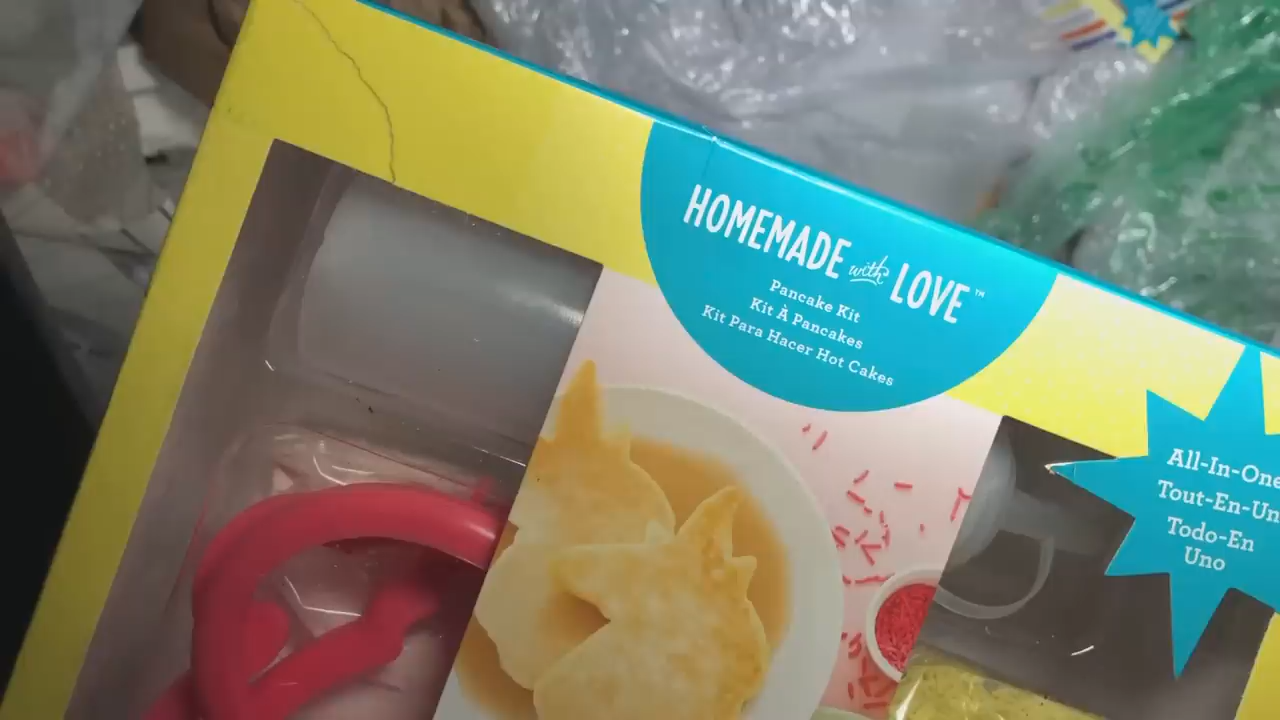 HOMEMADE with LOVE™
Pancake Kit
Kit À Pancakes
Kit Para Hacer Hot Cakes
All-In-One
Tout-En-Un
Todo-En
Uno